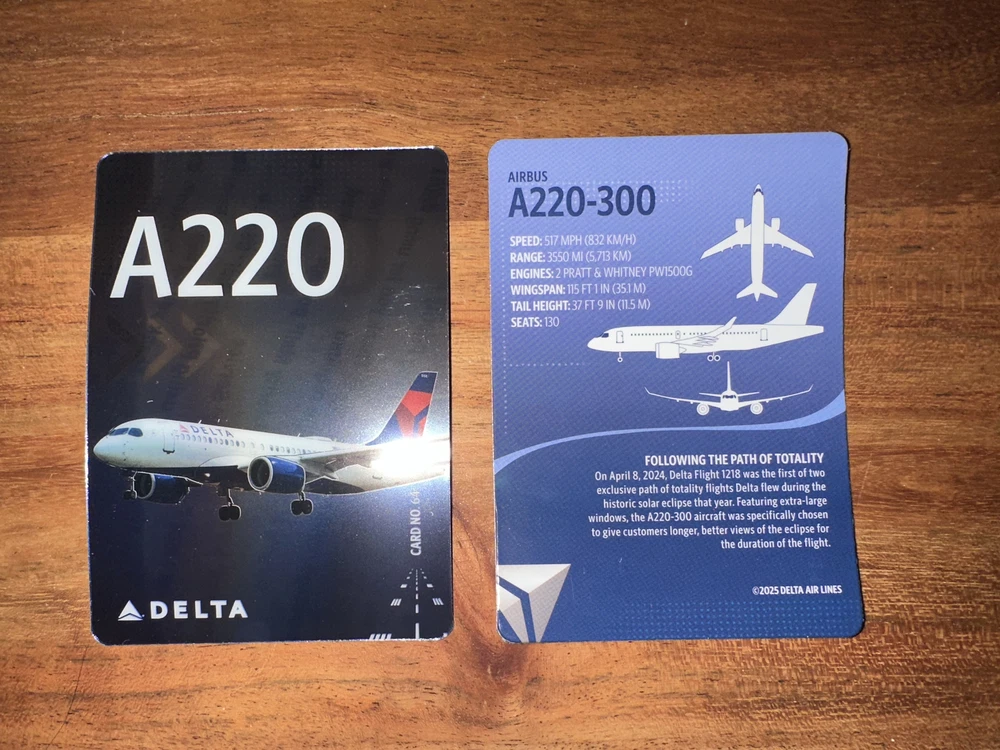 A220
DELTA
CARD NO. 64
DELTA
AIRBUS
A220-300
SPEED: 517 MPH (832 KM/H)
RANGE: 3550 MI (5,713 KM)
ENGINES: 2 PRATT & WHITNEY PW1500G
WINGSPAN: 115 FT 1 IN (35.1 M)
TAIL HEIGHT: 37 FT 9 IN (11.5 M)
SEATS: 130
FOLLOWING THE PATH OF TOTALITY
On April 8, 2024, Delta Flight 1218 was the first of two
exclusive path of totality flights Delta flew during the
historic solar eclipse that year. Featuring extra-large
windows, the A220-300 aircraft was specifically chosen
to give customers longer, better views of the eclipse for
the duration of the flight.
©2025 DELTA AIR LINES